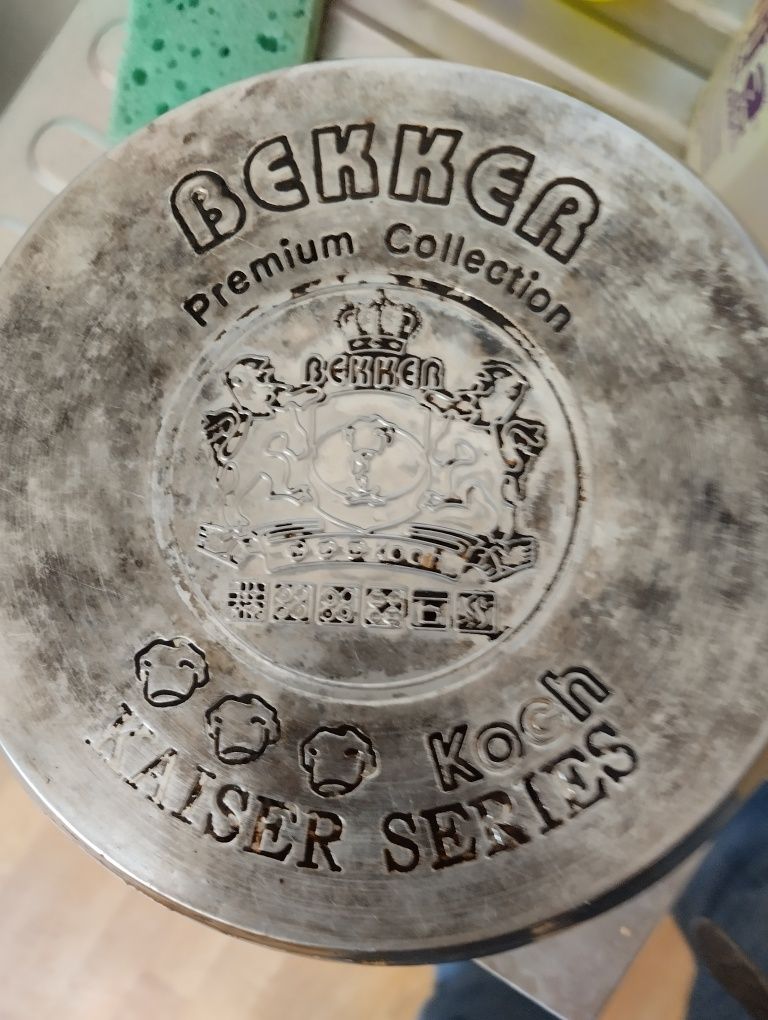 BEKKER
Premium Collection
BEKKER
Koch
KAISER SERIES